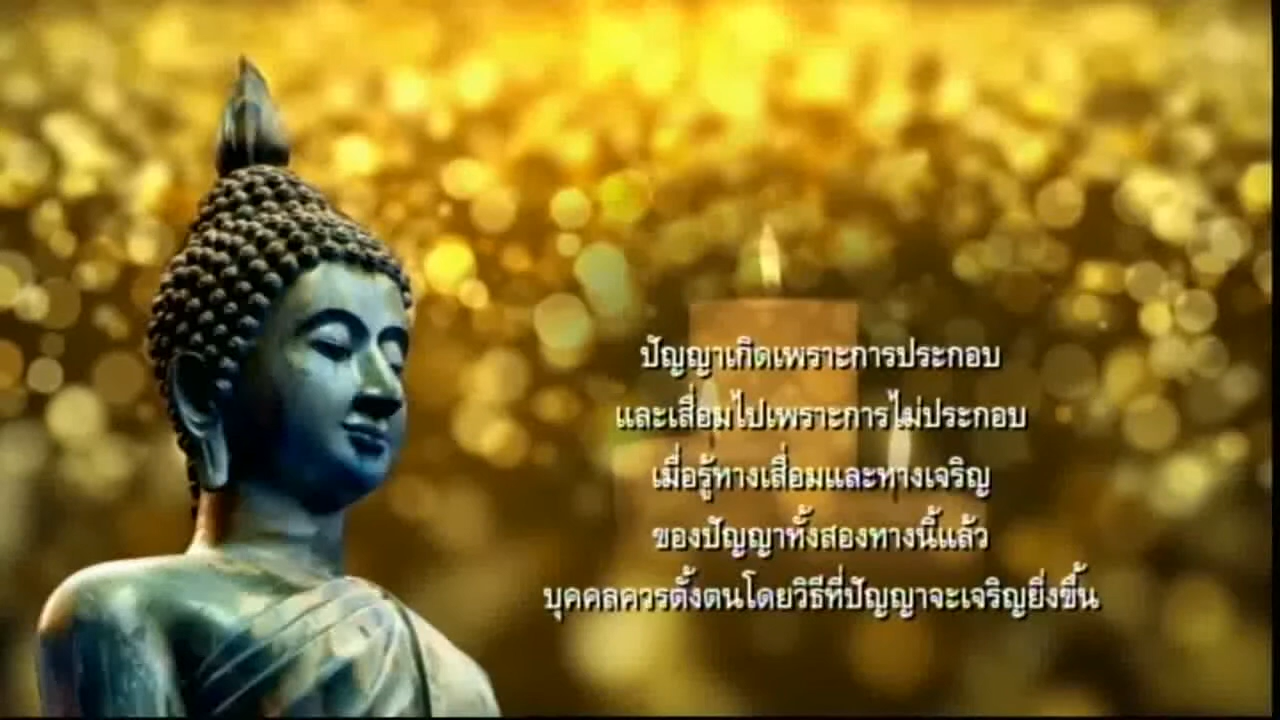 ปัญญาเกิดเพราะการประกอบ
และเสื่อมไปเพราะการไม่ประกอบ
เมื่อรู้ทางเสื่อมและทางเจริญ
ของปัญญาทั้งสองทางนี้แล้ว
บุคคลควรตั้งตนโดยวิธีที่ปัญญาจะเจริญยิ่งขึ้น